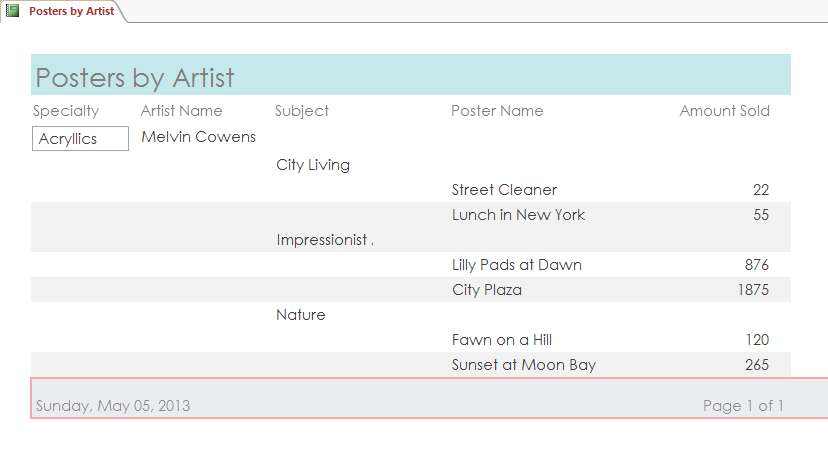 Posters by Artist
Posters by Artist
Specialty Artist Name Subject Poster Name Amount Sold
Acryllics Melvin Cowens
City Living
Street Cleaner 22
Lunch in New York 55
Impressionist .
Lilly Pads at Dawn 876
City Plaza 1875
Nature
Fawn on a Hill 120
Sunset at Moon Bay 265
Sunday, May 05, 2013 Page 1 of 1